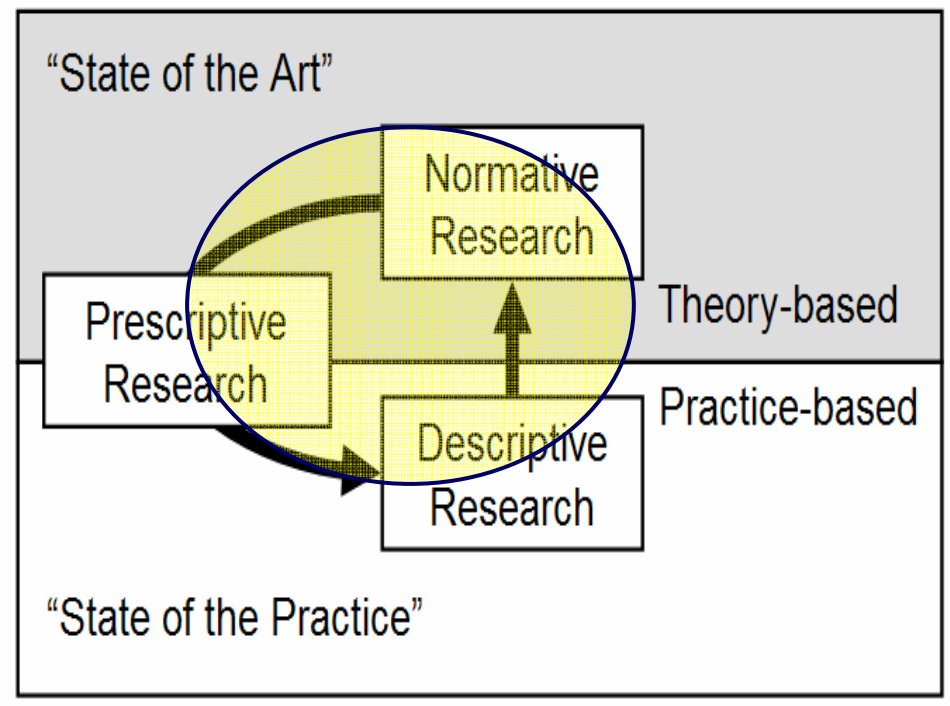 “State of the Art”
Normative
Research
Prescriptive
Research
Theory-based
Practice-based
Descriptive
Research
“State of the Practice”